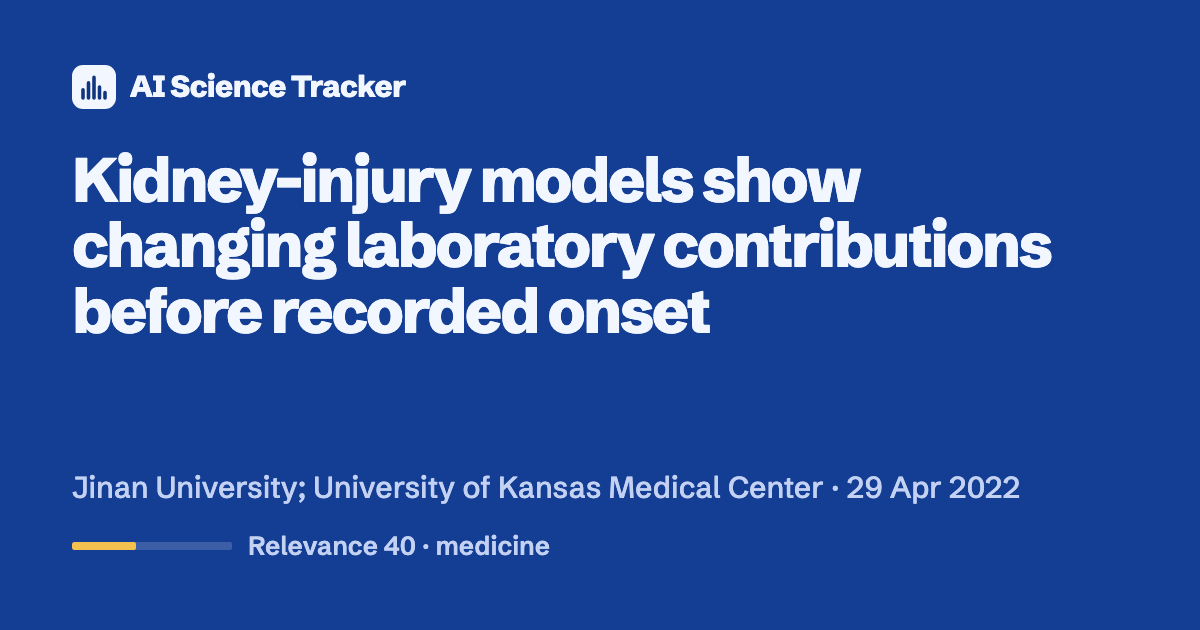 AI Science Tracker
Kidney-injury models show
changing laboratory contributions
before recorded onset
Jinan University; University of Kansas Medical Center · 29 Apr 2022
Relevance 40 · medicine